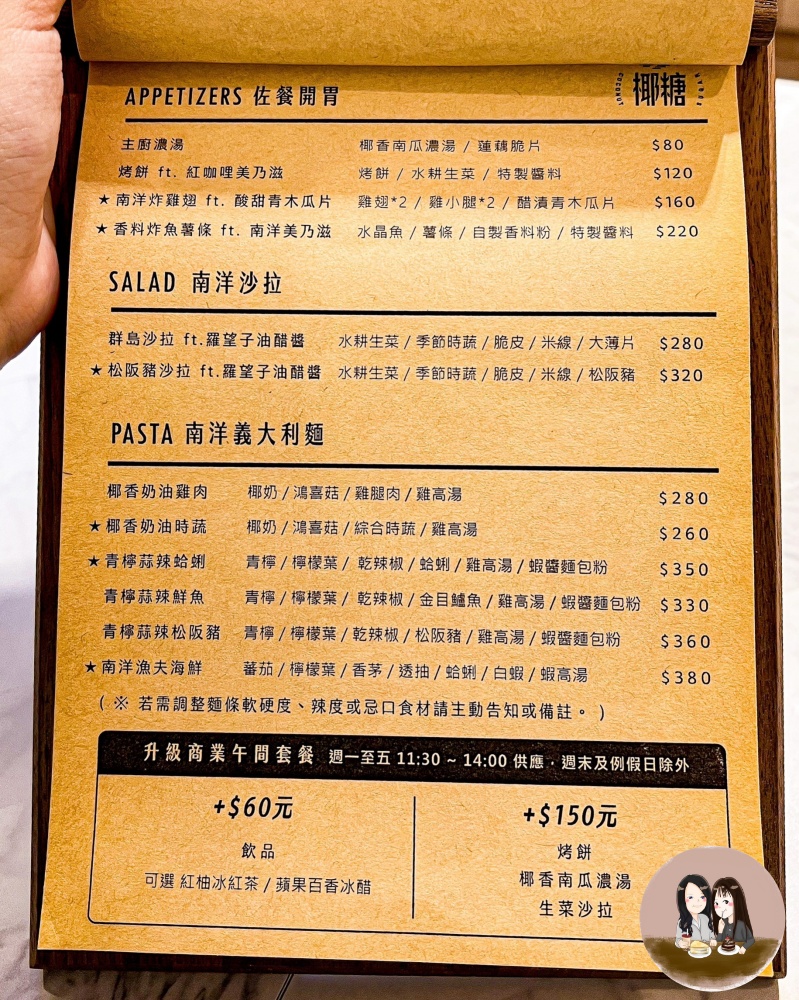 椰糖
APPETIZERS 佐餐開胃
主廚濃湯 椰香南瓜濃湯 / 蓮藕脆片 $80
烤餅 ft. 紅咖哩美乃滋 烤餅 / 水耕生菜 / 特製醬料 $120
★南洋炸雞翅 ft. 酸甜青木瓜片 雞翅*2 / 雞小腿*2 / 醋漬青木瓜片 $160
★香料炸魚薯條 ft. 南洋美乃滋 水晶魚 / 薯條 / 自製香料粉 / 特製醬料 $220
SALAD 南洋沙拉
群島沙拉 ft.羅望子油醋醬 水耕生菜 / 季節時蔬 / 脆皮 / 米線 / 大薄片 $280
★松阪豬沙拉 ft.羅望子油醋醬 水耕生菜 / 季節時蔬 / 脆皮 / 米線 / 松阪豬 $320
PASTA 南洋義大利麵
椰香奶油雞肉 椰奶 / 鴻喜菇 / 雞腿肉 / 雞高湯 $280
★椰香奶油時蔬 椰奶 / 鴻喜菇 / 綜合時蔬 / 雞高湯 $260
★青檸蒜辣蛤蜊 青檸 / 檸檬葉 / 乾辣椒 / 蛤蜊 / 雞高湯 / 蝦醬麵包粉 $350
青檸蒜辣鮮魚 青檸 / 檸檬葉 / 乾辣椒 / 金目鱸魚 / 雞高湯 / 蝦醬麵包粉 $330
青檸蒜辣松阪豬 青檸 / 檸檬葉 / 乾辣椒 / 松阪豬 / 雞高湯 / 蝦醬麵包粉 $360
★南洋漁夫海鮮 蕃茄 / 檸檬葉 / 香茅 / 透抽 / 蛤蜊 / 白蝦 / 蝦高湯 $380
( ※ 若需調整麵條軟硬度、辣度或忌口食材請主動告知或備註。 )
升級商業午間套餐 週一至五 11:30 ~ 14:00 供應 · 週末及例假日除外
+$60元
飲品
可選 紅柚冰紅茶 / 蘋果百香冰醋
+$150元
烤餅
椰香南瓜濃湯
生菜沙拉